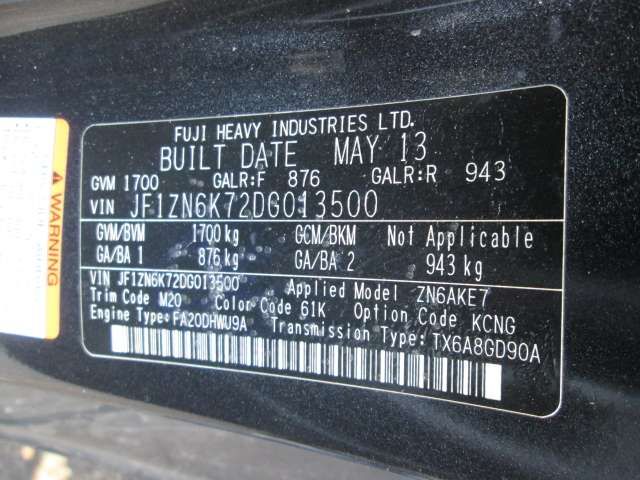 FUJI HEAVY INDUSTRIES LTD.
BUILT DATE MAY 13
GVM 1700 GALR:F 876 GALR:R 943
VIN JF1ZN6K72DG013500
GVM/BVM 1700 kg GCM/BKM Not Applicable
GA/BA 1 876 kg GA/BA 2 943 kg
VIN JF1ZN6K72DG013500 Applied Model ZN6AKE7
Trim Code M20 Color Code 61K Option Code KCNG
Engine Type: FA20DHWU9A Transmission Type: TX6A8GD90A
WARNING